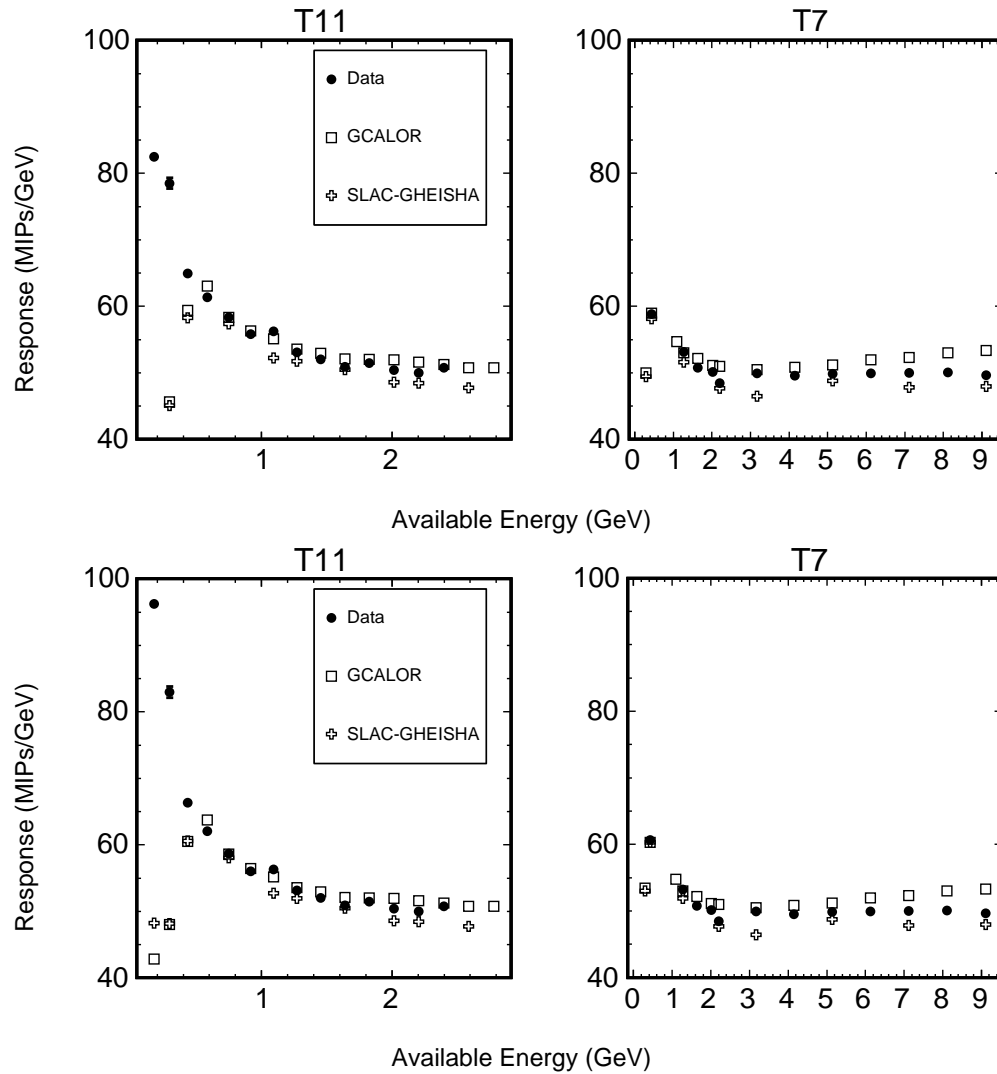 T11
T7
100
80
60
40
Response (MIPs/GeV)
Data
GCALOR
SLAC-GHEISHA
1 2
100
80
60
40
0 1 2 3 4 5 6 7 8 9
Available Energy (GeV)
T11
T7
100
80
60
40
Response (MIPs/GeV)
Data
GCALOR
SLAC-GHEISHA
1 2
100
80
60
40
0 1 2 3 4 5 6 7 8 9
Available Energy (GeV)